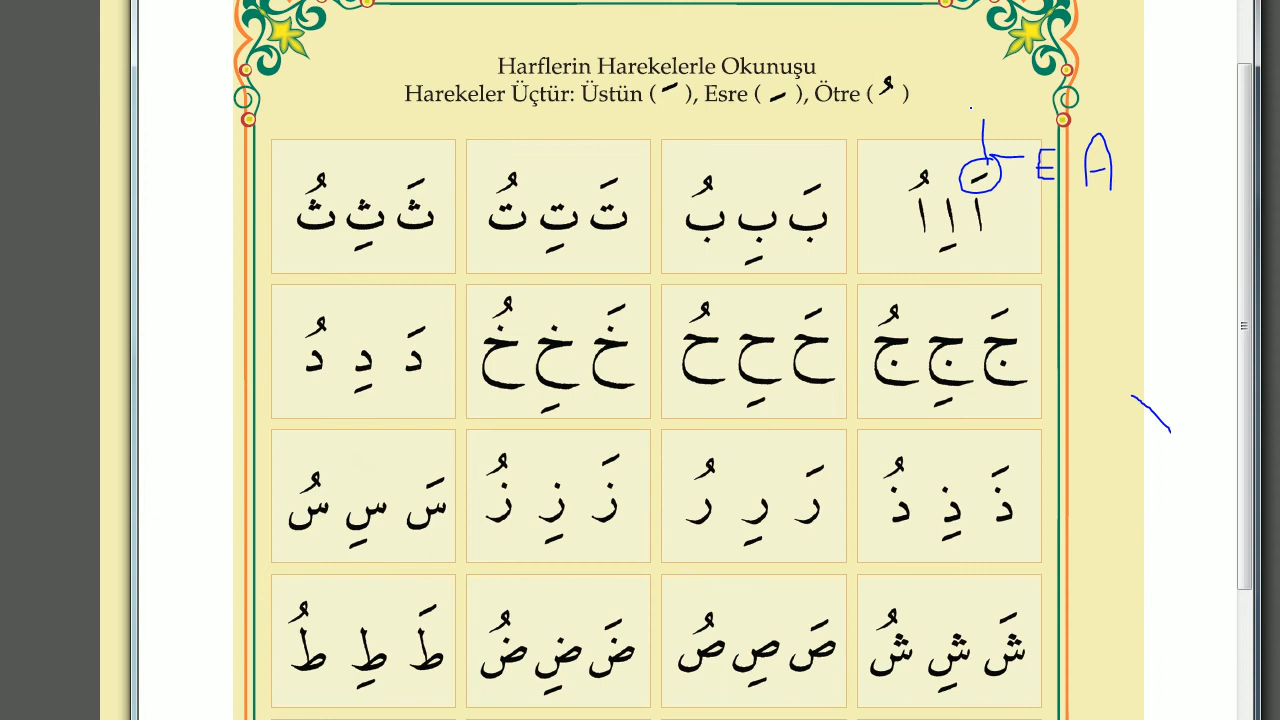 Harflerin Harekelerle Okunuşu
Harekeler Üçtür: Üstün ( َ ), Esre ( ِ ), Ötre ( ُ )
E A
اَ اِ اُ
بَ بِ بُ
تَ تِ تُ
ثَ ثِ ثُ
جَ جِ جُ
حَ حِ حُ
خَ خِ خُ
دَ دِ دُ
ذَ ذِ ذُ
رَ رِ رُ
زَ زِ زُ
سَ سِ سُ
شَ شِ شُ
صَ صِ صُ
ضَ ضِ ضُ
طَ طِ طُ